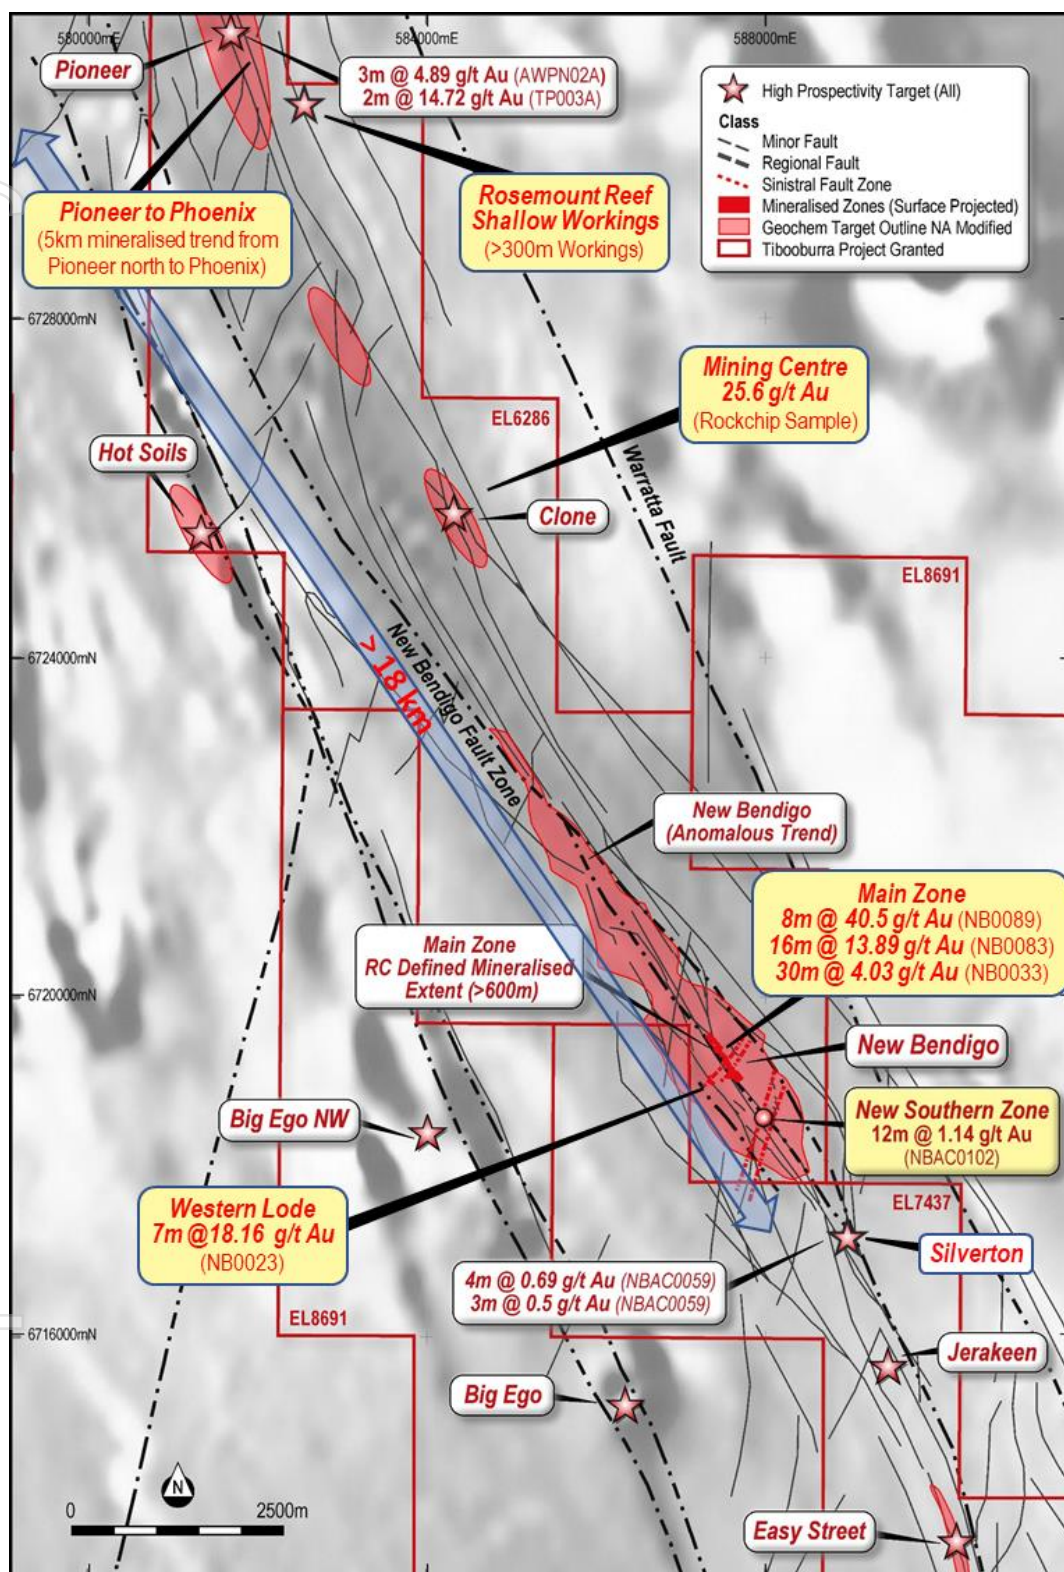 580000mE
584000mE
588000mE
Pioneer
3m @ 4.89 g/t Au (AWPN02A)
2m @ 14.72 g/t Au (TP003A)
High Prospectivity Target (All)
Class
Minor Fault
Regional Fault
Sinistral Fault Zone
Mineralised Zones (Surface Projected)
Geochem Target Outline NA Modified
Tibooburra Project Granted
Pioneer to Phoenix
(5km mineralised trend from
Pioneer north to Phoenix)
Rosemount Reef
Shallow Workings
(>300m Workings)
6728000mN
Mining Centre
25.6 g/t Au
(Rockchip Sample)
EL6286
Hot Soils
Clone
Warratta Fault
EL8691
6724000mN
New Bendigo Fault Zone
> 18 km
New Bendigo
(Anomalous Trend)
Main Zone
8m @ 40.5 g/t Au (NB0089)
16m @ 13.89 g/t Au (NB0083)
30m @ 4.03 g/t Au (NB0033)
Main Zone
RC Defined Mineralised
Extent (>600m)
6720000mN
New Bendigo
Big Ego NW
New Southern Zone
12m @ 1.14 g/t Au
(NBAC0102)
Western Lode
7m @18.16 g/t Au
(NB0023)
EL7437
Silverton
4m @ 0.69 g/t Au (NBAC0059)
3m @ 0.5 g/t Au (NBAC0059)
EL8691
6716000mN
Jerakeen
Big Ego
N
0 2500m
Easy Street